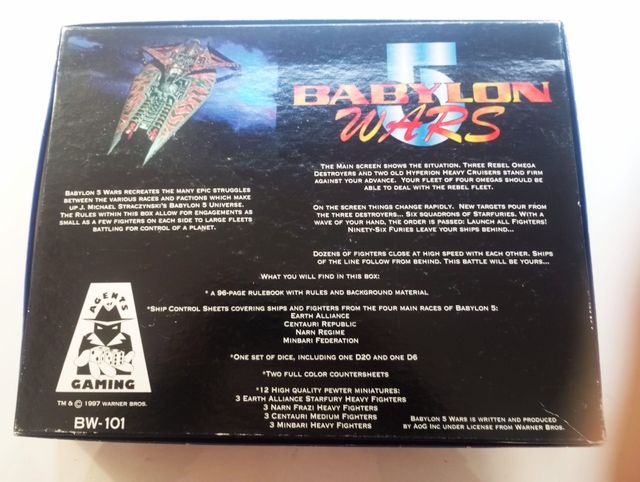 BABYLON
5
WARS
The Main screen shows the situation. Three Rebel Omega
Destroyers and two old Hyperion Heavy Cruisers stand firm
against your advance. Your fleet of four omegas should be
able to deal with the rebel fleet.
On the screen things change rapidly. New targets pour from
the three destroyers... Six squadrons of Starfuries. With a
wave of your hand, the order is passed: Launch all Fighters!
Ninety-Six Furies leave your ships behind...
Dozens of fighters close at high speed with each other. Ships
of the line follow from behind. This battle will be yours...
Babylon 5 Wars recreates the many epic struggles
between the various races and factions which make
up J. Michael Straczynski's Babylon 5 Universe.
The Rules within this box allow for engagements as
small as a few fighters on each side to large fleets
battling for control of a planet.
What you will find in this box:
* a 96-page rulebook with rules and background material
*Ship Control Sheets covering ships and fighters from the four main races of Babylon 5:
Earth Alliance
Centauri Republic
Narn Regime
Minbari Federation
*One set of dice, including one D20 and one D6
*Two full color countersheets
*12 High quality pewter miniatures:
3 Earth Alliance Starfury Heavy Fighters
3 Narn Frazi Heavy Fighters
3 Centauri Medium Fighters
3 Minbari Heavy Fighters
AGENTS
OF
GAMING
TM & © 1997 Warner Bros.
BW-101
Babylon 5 Wars is written and produced
by AoG Inc under license from Warner Bros.